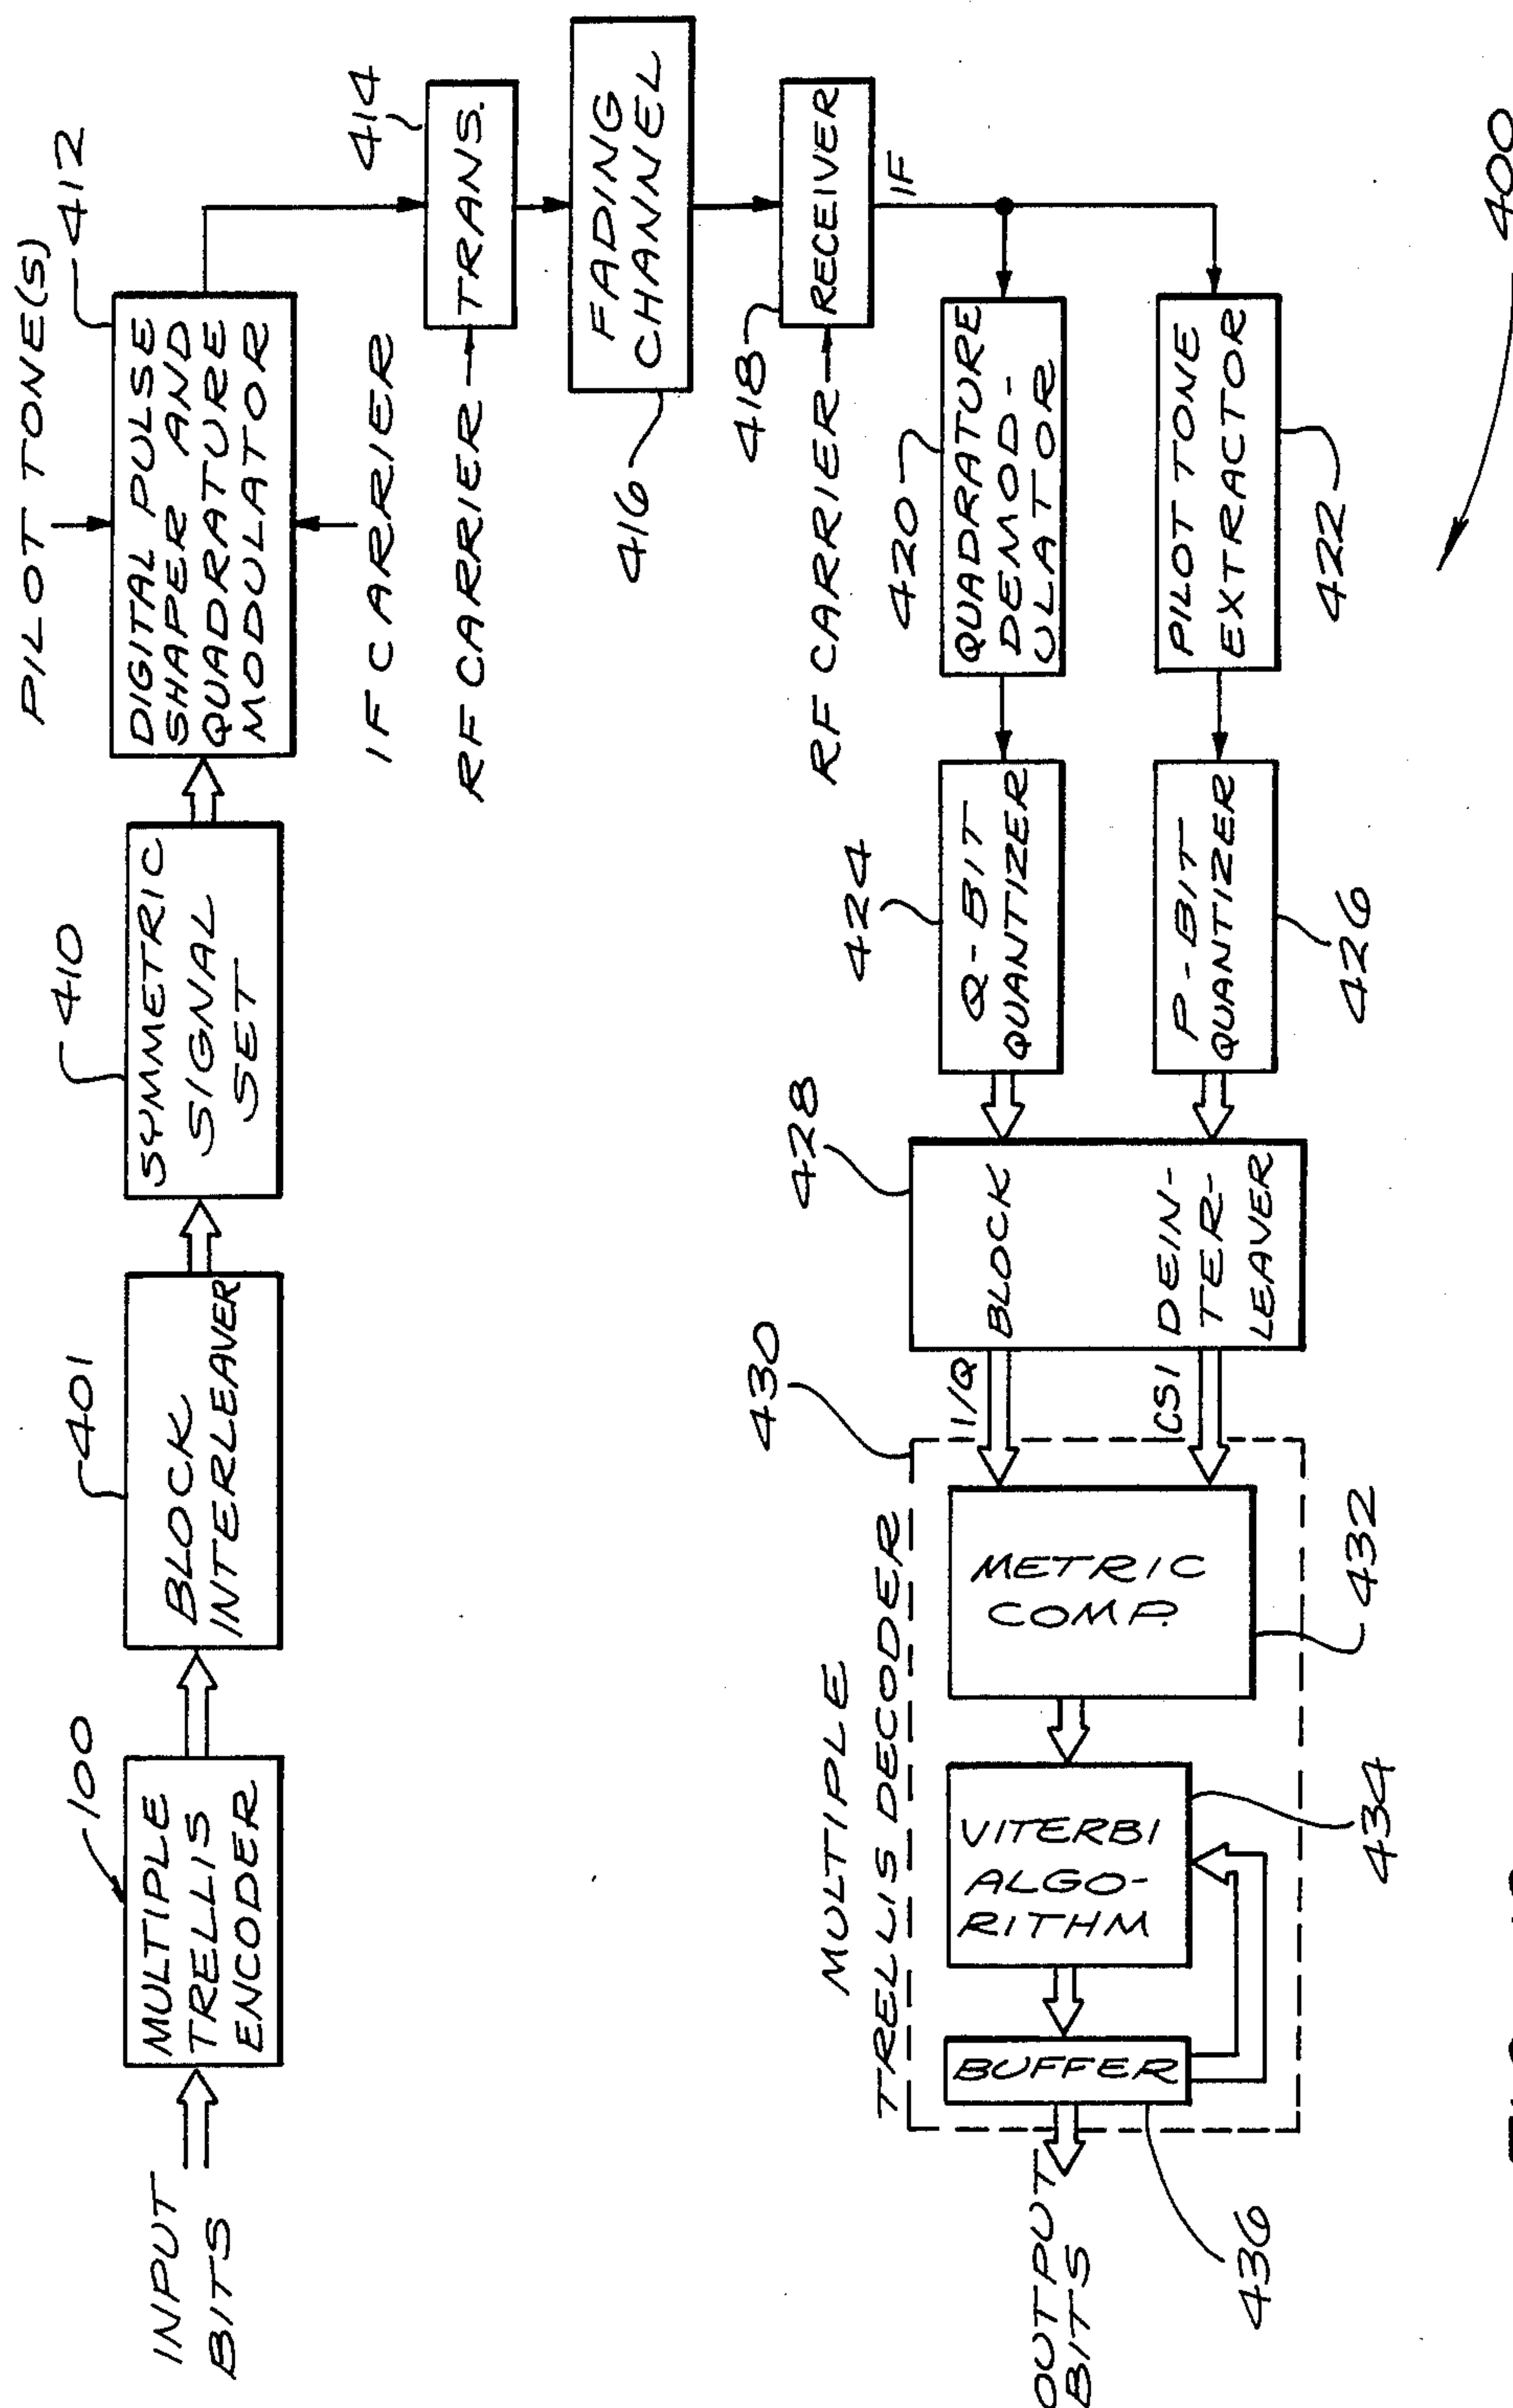 PILOT TONE(S)
412
INPUT
BITS
100
MULTIPLE
TRELLIS
ENCODER
401
BLOCK
INTERLEAVER
410
SYMMETRIC
SIGNAL
SET
DIGITAL PULSE
SHAPER AND
QUADRATURE
MODULATOR
IF CARRIER
414
RF CARRIER
TRANS.
FADING
CHANNEL
416
418
RF CARRIER
RECEIVER
IF
420
QUADRATURE
DEMOD-
ULATOR
PILOT TONE
EXTRACTOR
422
424
Q-BIT
QUANTIZER
P-BIT
QUANTIZER
426
428
BLOCK
DEIN-
TER-
LEAVER
430
I/Q
CSI
MULTIPLE
TRELLIS DECODER
METRIC
COMP.
432
VITERBI
ALGO-
RITHM
434
BUFFER
436
OUTPUT
BITS
400